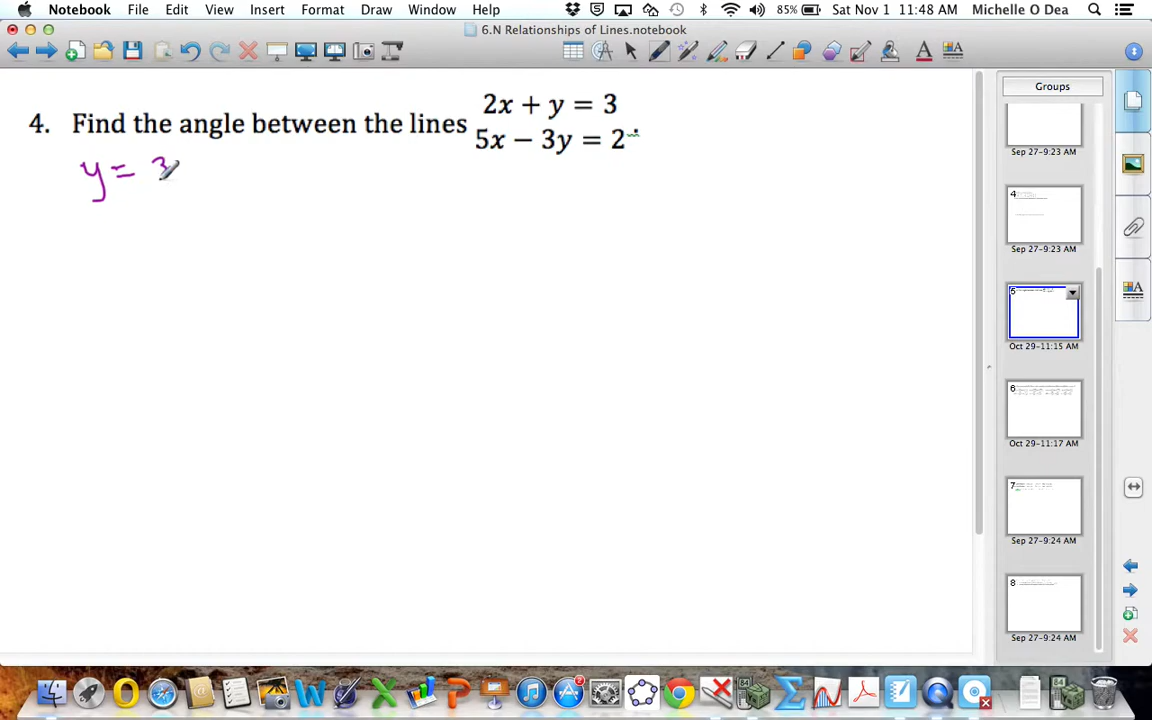 Notebook File Edit View Insert Format Draw Window Help 85% Sat Nov 1 11:48 AM Michelle O Dea
6.N Relationships of Lines.notebook
Groups
4. Find the angle between the lines
2x + y = 3
5x − 3y = 2
y = 3
Sep 27-9:23 AM
4
Sep 27-9:23 AM
5
Oct 29-11:15 AM
6
Oct 29-11:17 AM
7
Sep 27-9:24 AM
8
Sep 27-9:24 AM